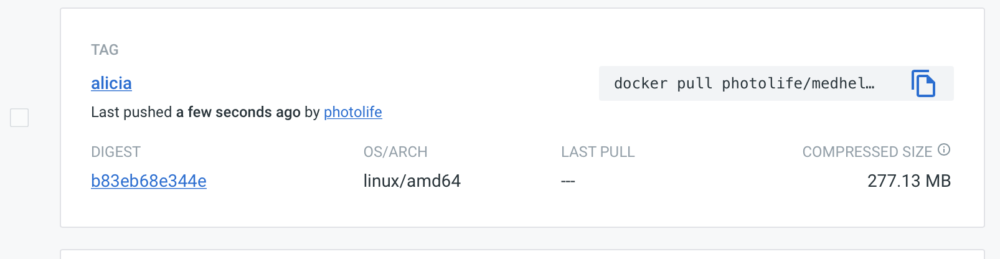 TAG
alicia
docker pull photolife/medhel…
Last pushed a few seconds ago by photolife
DIGEST
OS/ARCH
LAST PULL
COMPRESSED SIZE
b83eb68e344e
linux/amd64
---
277.13 MB